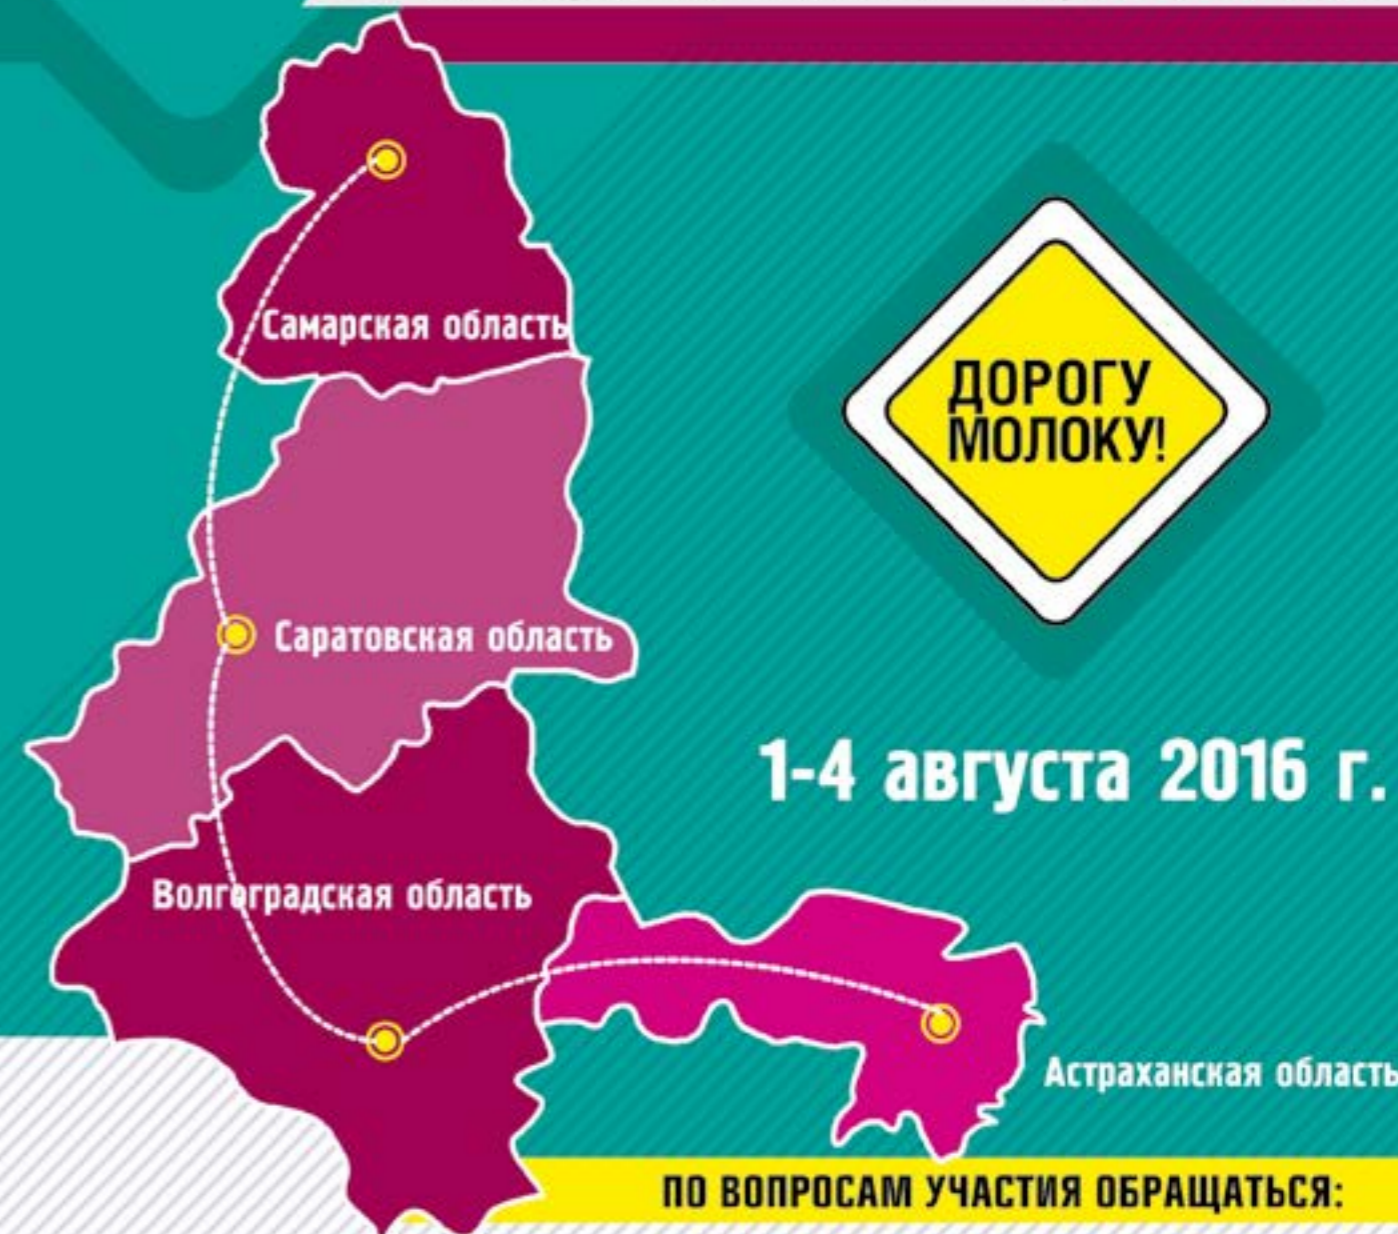 Самарская область
ДОРОГУ
МОЛОКУ!
Саратовская область
1-4 августа 2016 г.
Волгоградская область
Астраханская область
ПО ВОПРОСАМ УЧАСТИЯ ОБРАЩАТЬСЯ: